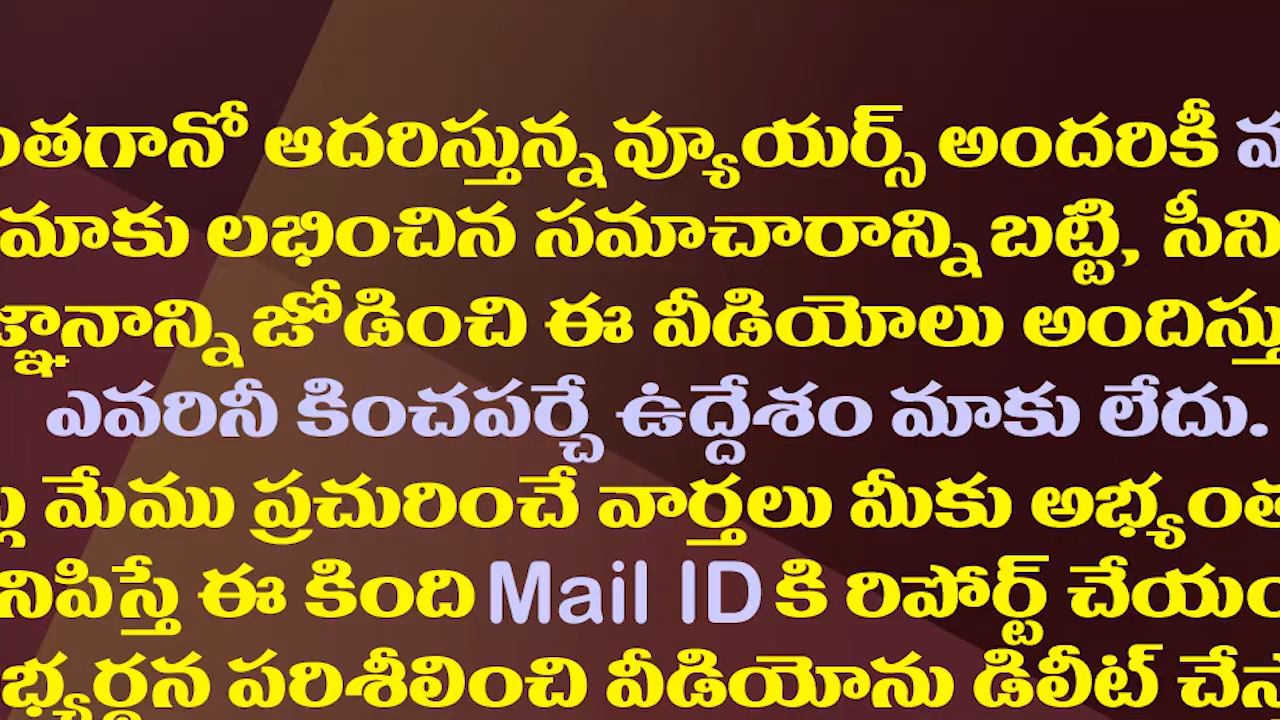 ఆదరిస్తున్న వ్యూయర్స్ అందరికీ
మాకు లభించిన సమాచారాన్ని బట్టి,
జోడించి ఈ వీడియోలు
ఎవరినీ కించపర్చే ఉద్దేశం మాకు లేదు.
మేము ప్రచురించే వార్తలు మీకు
ఈ కింది Mail ID కి రిపోర్ట్
పరిశీలించి వీడియోను డిలీట్